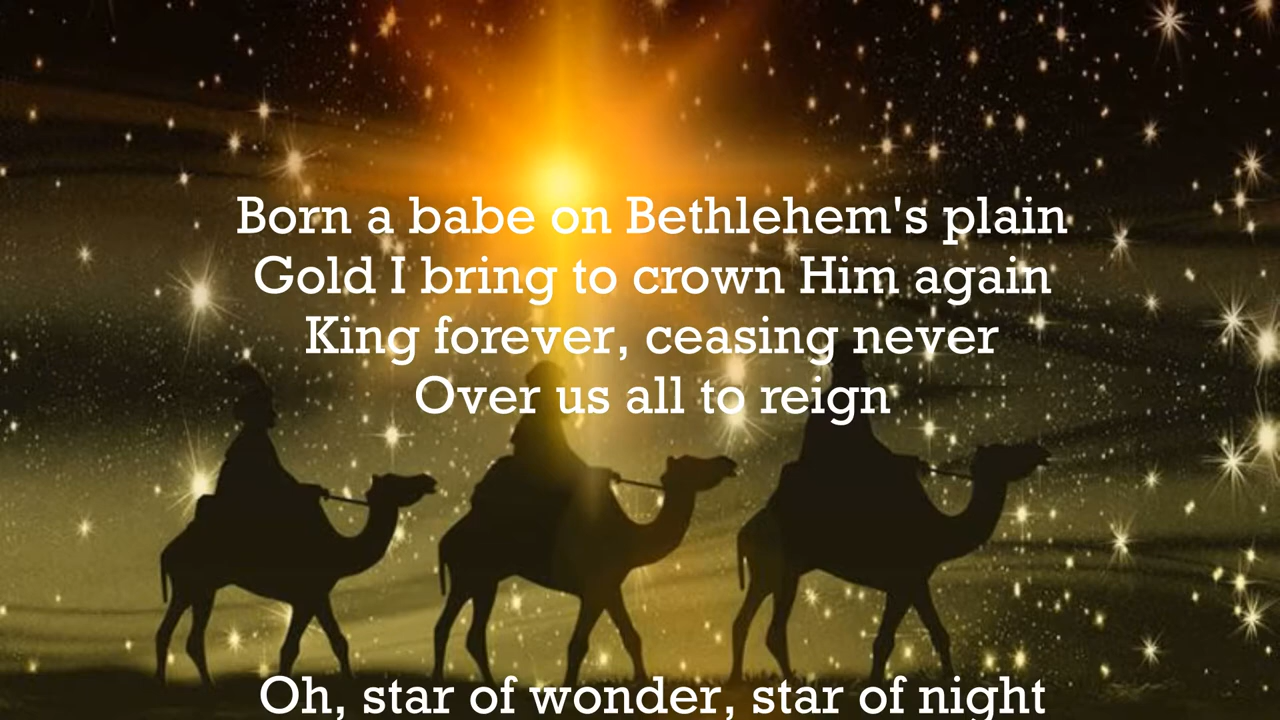 Born a babe on Bethlehem's plain
Gold I bring to crown Him again
King forever, ceasing never
Over us all to reign
Oh, star of wonder, star of night